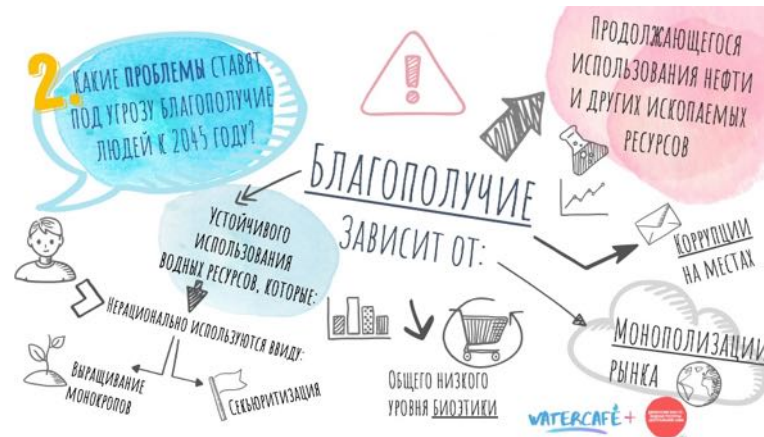 2.
Какие проблемы ставят
под угрозу благополучие
людей к 2045 году?
Благополучие
зависит от:
Продолжающегося
использования нефти
и других ископаемых
ресурсов
Устойчивого
использования
водных ресурсов, которые:
Нерационально используются ввиду:
Выращивание
монокропов
Секьюритизация
Общего низкого
уровня биоэтики
Коррупции
на местах
Монополизации
рынка
WATERCAFÉ +